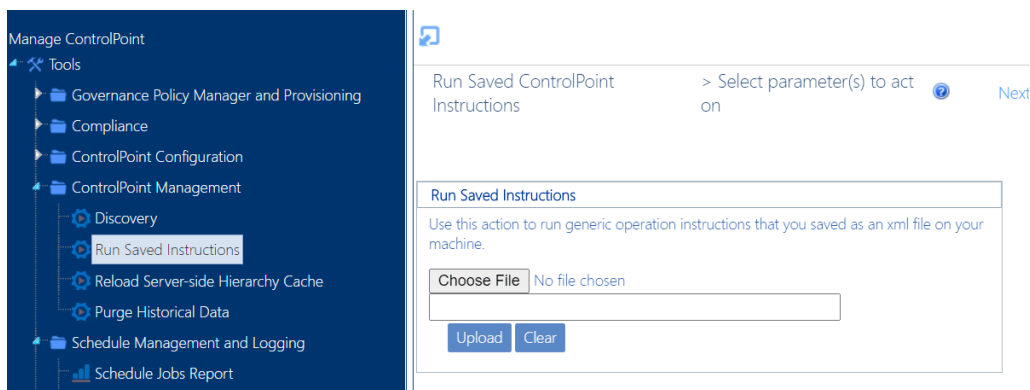 Manage ControlPoint
Tools
Governance Policy Manager and Provisioning
Compliance
ControlPoint Configuration
ControlPoint Management
Discovery
Run Saved Instructions
Reload Server-side Hierarchy Cache
Purge Historical Data
Schedule Management and Logging
Schedule Jobs Report
Run Saved ControlPoint
Instructions
> Select parameter(s) to act
on
Next
Run Saved Instructions
Use this action to run generic operation instructions that you saved as an xml file on your
machine.
Choose File No file chosen
Upload Clear